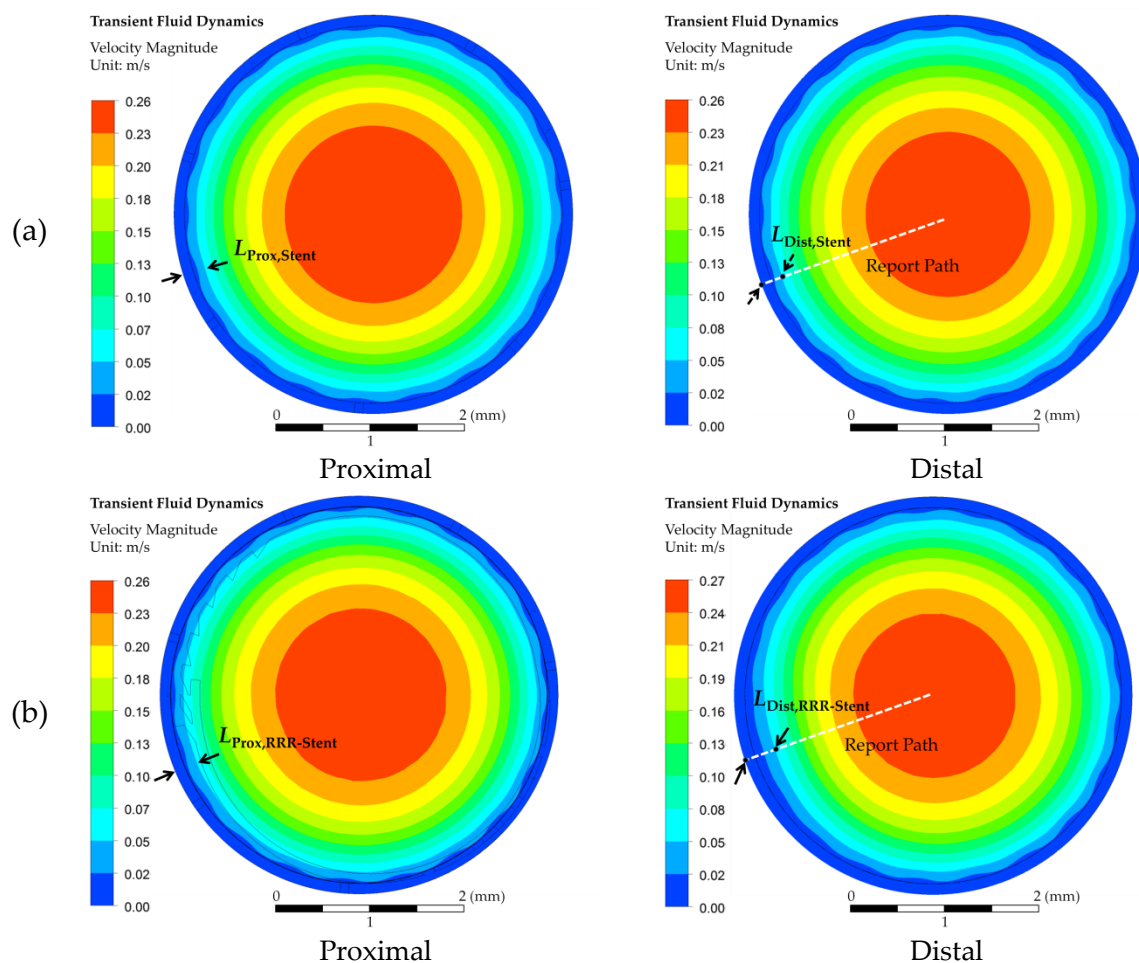 Transient Fluid Dynamics
Velocity Magnitude
Unit: m/s
0.26
0.23
0.20
0.18
0.15
0.13
0.10
0.07
0.05
0.02
0.00
(a)
L Prox,Stent
0
2 (mm)
1
Proximal
Transient Fluid Dynamics
Velocity Magnitude
Unit: m/s
0.26
0.23
0.21
0.18
0.16
0.13
0.10
0.08
0.05
0.02
0.00
L Dist,Stent
Report Path
0
2 (mm)
1
Distal
Transient Fluid Dynamics
Velocity Magnitude
Unit: m/s
0.26
0.23
0.20
0.18
0.15
0.13
0.10
0.07
0.05
0.02
0.00
(b)
L Prox,RRR-Stent
0
2 (mm)
1
Proximal
Transient Fluid Dynamics
Velocity Magnitude
Unit: m/s
0.27
0.24
0.21
0.19
0.16
0.13
0.10
0.08
0.05
0.02
0.00
L Dist,RRR-Stent
Report Path
0
2 (mm)
1
Distal